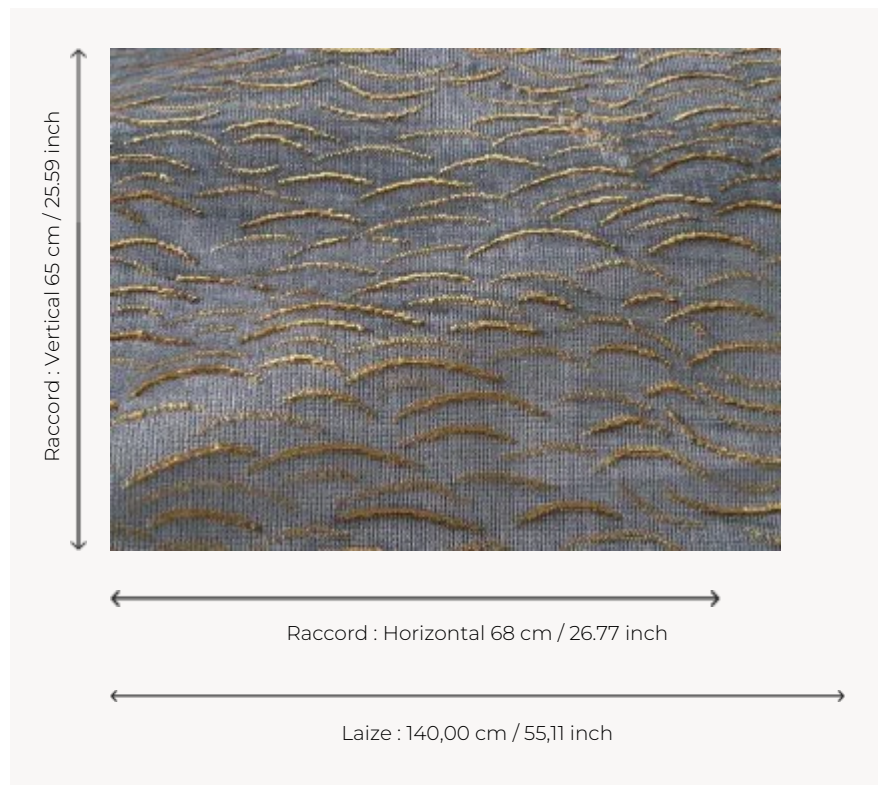 Raccord : Vertical 65 cm / 25.59 inch
Raccord : Horizontal 68 cm / 26.77 inch
Laize : 140,00 cm / 55,11 inch